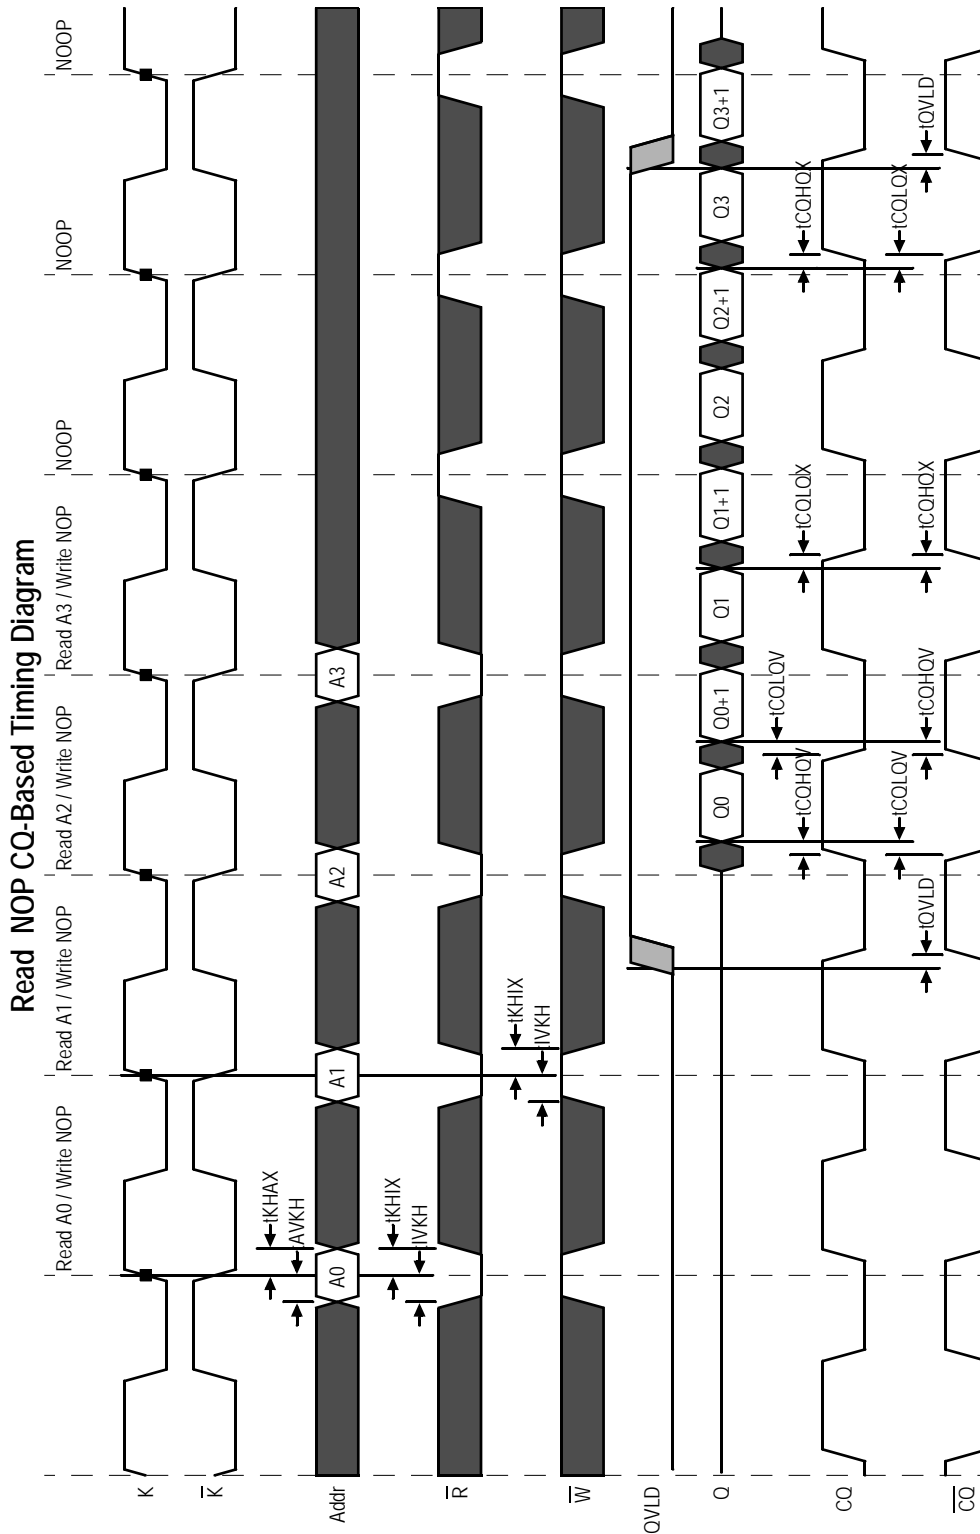 Read NOP CQ-Based Timing Diagram
Read A0 / Write NOP
Read A1 / Write NOP
Read A2 / Write NOP
Read A3 / Write NOP
NOOP
NOOP
NOOP
K
K̅
tKHAX
tAVKH
Addr
A0
A1
A2
A3
tKHIX
tIVKH
R̅
tKHIX
tIVKH
W̅
QVLD
Q
Q0
Q0+1
Q1
Q1+1
Q2
Q2+1
Q3
Q3+1
tCQLQV
tCQHQV
tCQLQX
tCQHQX
CQ
tCQLQV
tCQLQX
tQVLD
tCQHQV
tCQHQX
tQVLD
C̅Q̅